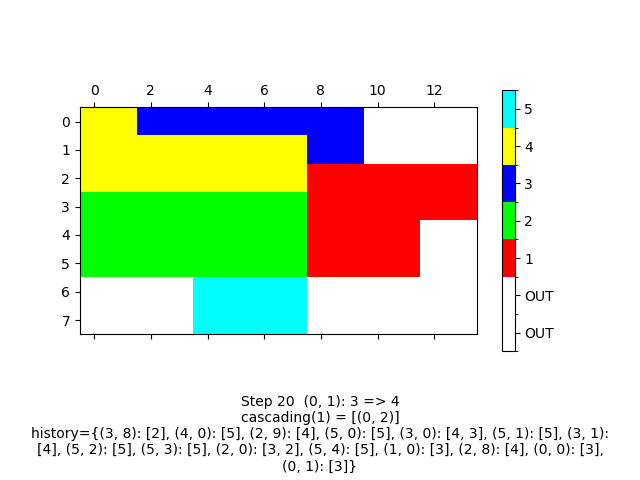 0 2 4 6 8 10 12
0
1
2
3
4
5
6
7
5
4
3
2
1
OUT
OUT
Step 20  (0, 1): 3 => 4
cascading(1) = [(0, 2)]
history={(3, 8): [2], (4, 0): [5], (2, 9): [4], (5, 0): [5], (3, 0): [4, 3], (5, 1): [5], (3, 1):
[4], (5, 2): [5], (5, 3): [5], (2, 0): [3, 2], (5, 4): [5], (1, 0): [3], (2, 8): [4], (0, 0): [3],
(0, 1): [3]}